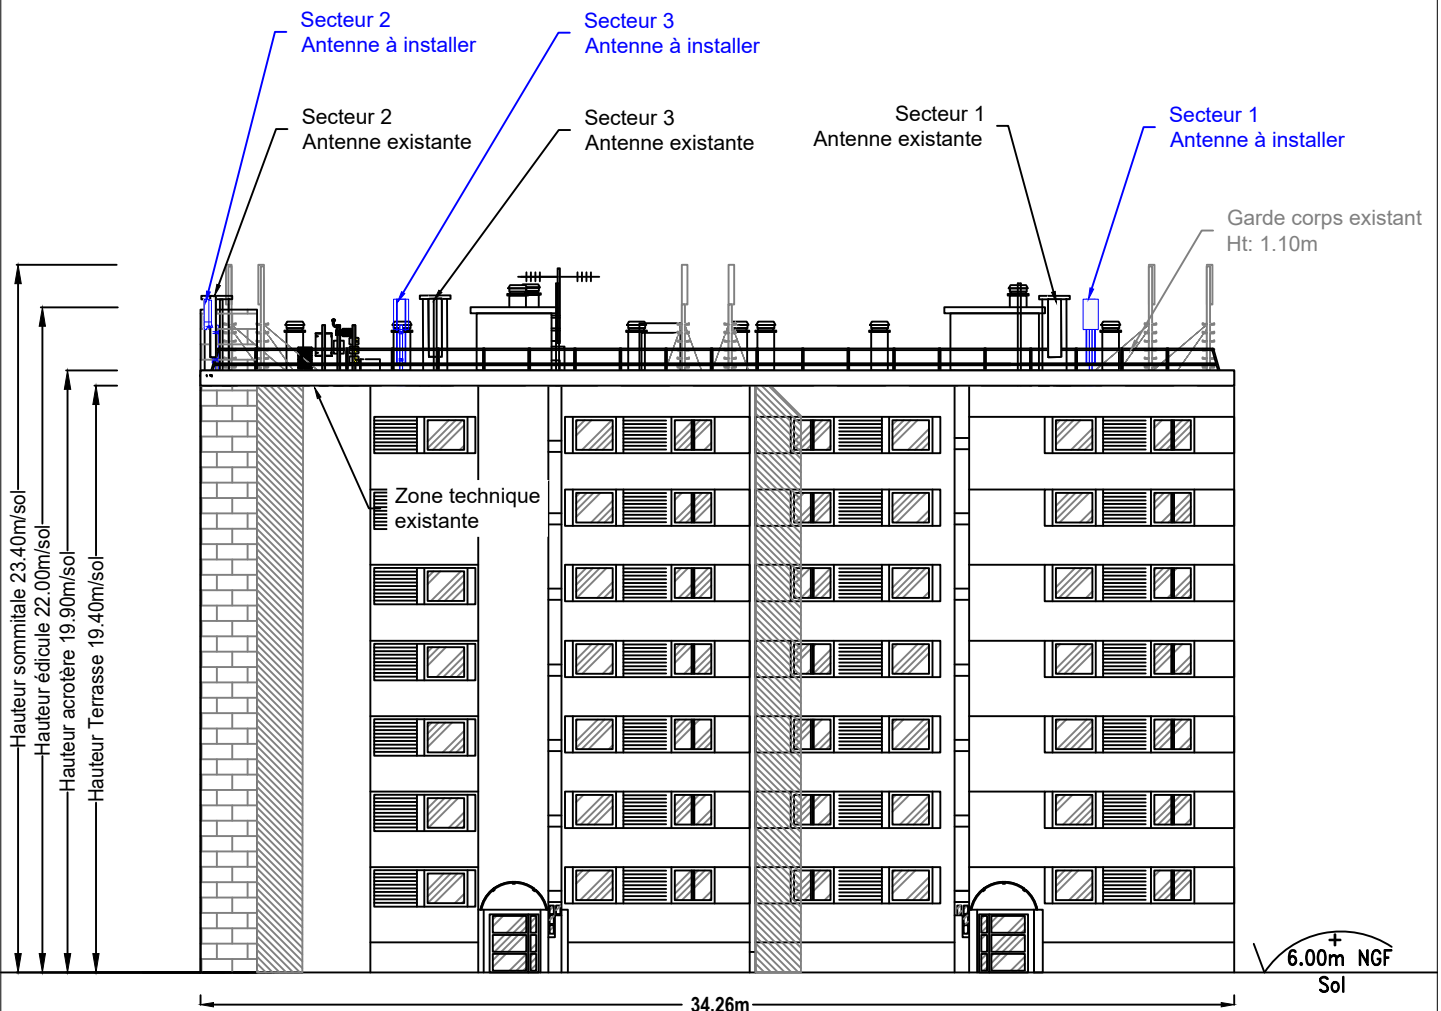 Secteur 2
Antenne à installer
Secteur 3
Antenne à installer
Secteur 2
Antenne existante
Secteur 3
Antenne existante
Secteur 1
Antenne existante
Secteur 1
Antenne à installer
Garde corps existant
Ht: 1.10m
Hauteur sommitale 23.40m/sol
Hauteur édicule 22.00m/sol
Hauteur acrotère 19.90m/sol
Hauteur Terrasse 19.40m/sol
Zone technique
existante
6.00m NGF
Sol
34.26m